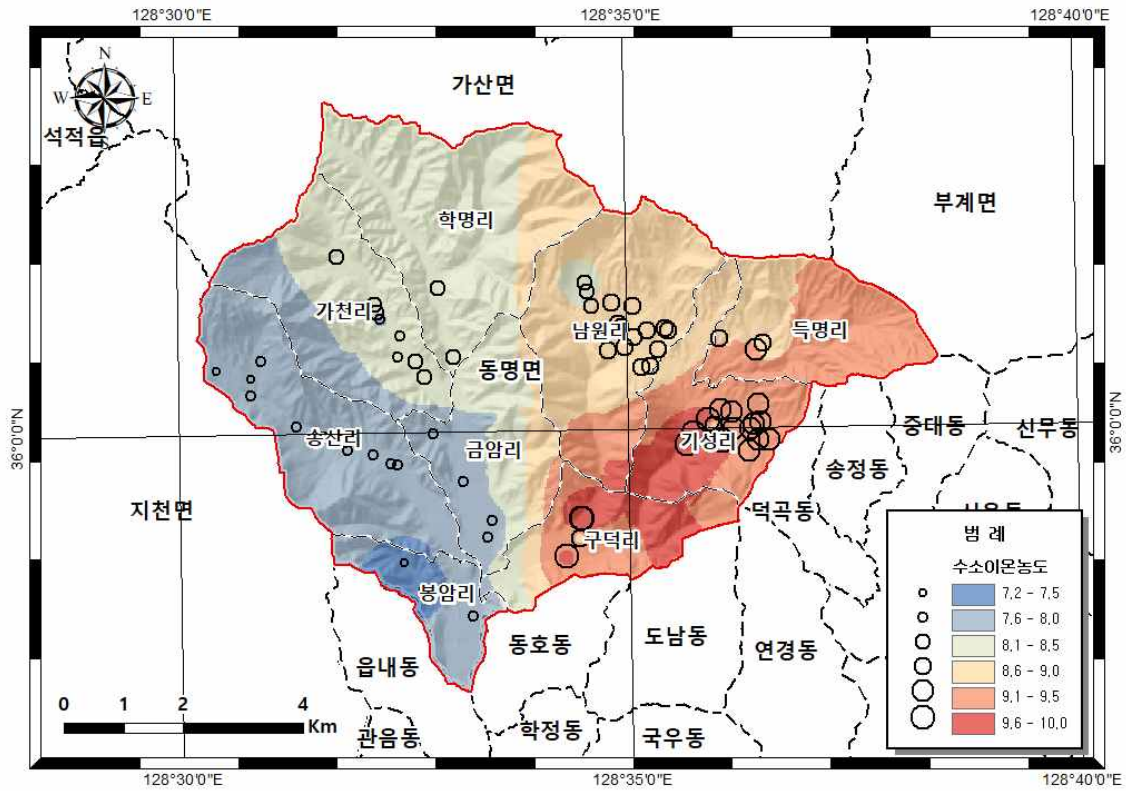 128°30'0"E
128°35'0"E
128°40'0"E
N
W
E
S
가산면
석적읍
부계면
학명리
가천리
남원리
득명리
동명면
36°0'0"N
36°0'0"N
송산리
금암리
기성리
중대동
신무동
송정동
지천면
덕곡동
구덕리
봉암리
읍내동
동호동
도남동
연경동
관음동
학정동
국우동
0 1 2 4
Km
범 례
수소이온농도
7.2 - 7.5
7.6 - 8.0
8.1 - 8.5
8.6 - 9.0
9.1 - 9.5
9.6 - 10.0
128°30'0"E
128°35'0"E
128°40'0"E